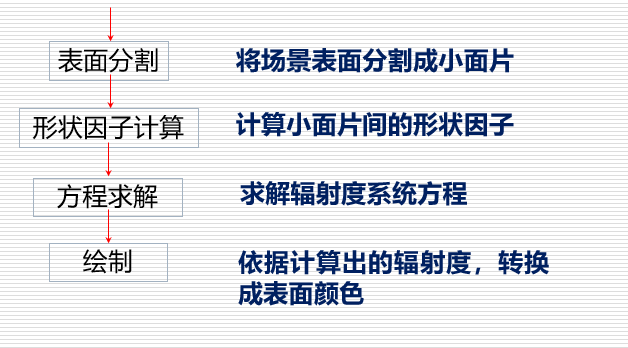 表面分割
将场景表面分割成小面片
形状因子计算
计算小面片间的形状因子
方程求解
求解辐射度系统方程
绘制
依据计算出的辐射度，转换
成表面颜色